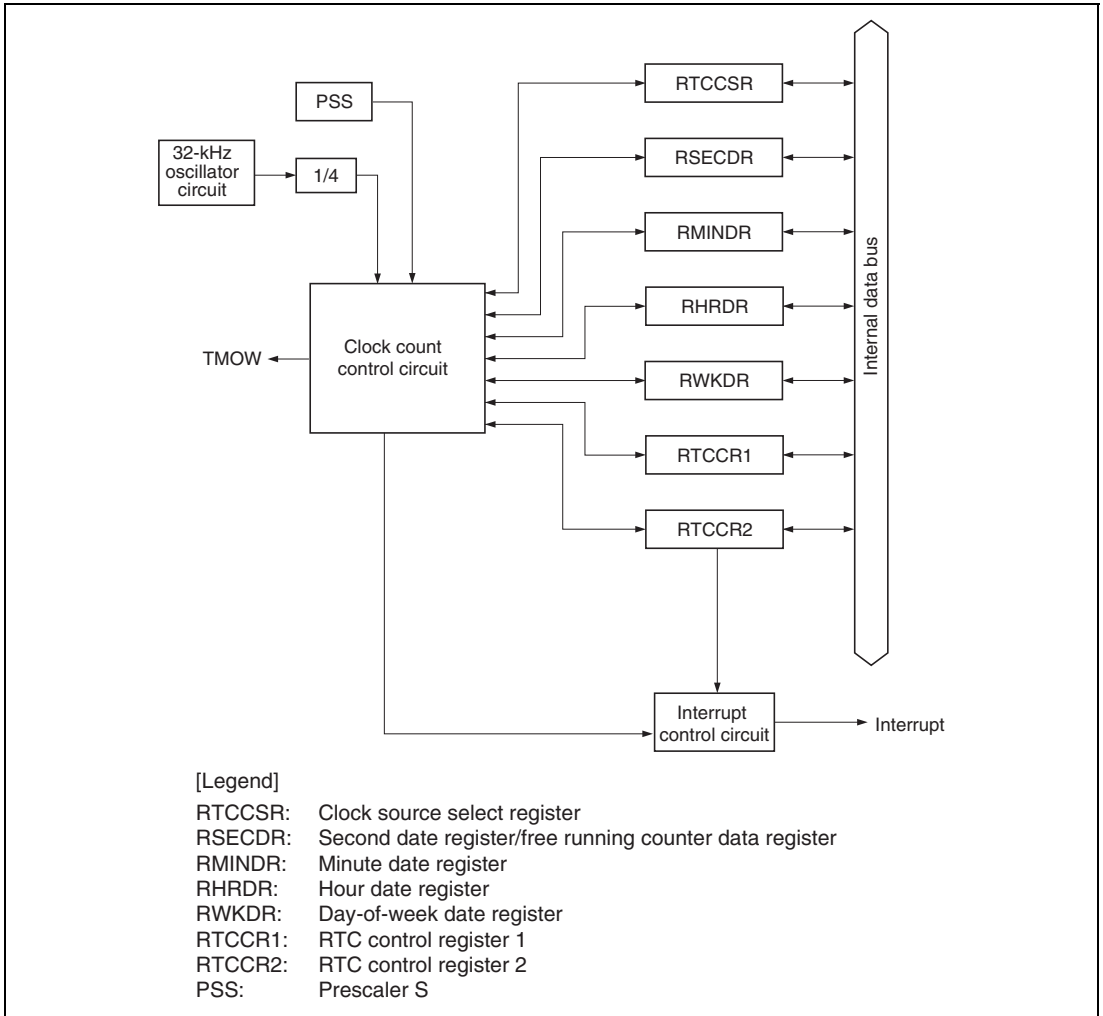 PSS
32-kHz
oscillator
circuit
1/4
Clock count
control circuit
TMOW
RTCCSR
RSECDR
RMINDR
RHRDR
RWKDR
RTCCR1
RTCCR2
Internal data bus
Interrupt
control circuit
Interrupt
[Legend]
RTCCSR: Clock source select register
RSECDR: Second date register/free running counter data register
RMINDR: Minute date register
RHRDR: Hour date register
RWKDR: Day-of-week date register
RTCCR1: RTC control register 1
RTCCR2: RTC control register 2
PSS: Prescaler S